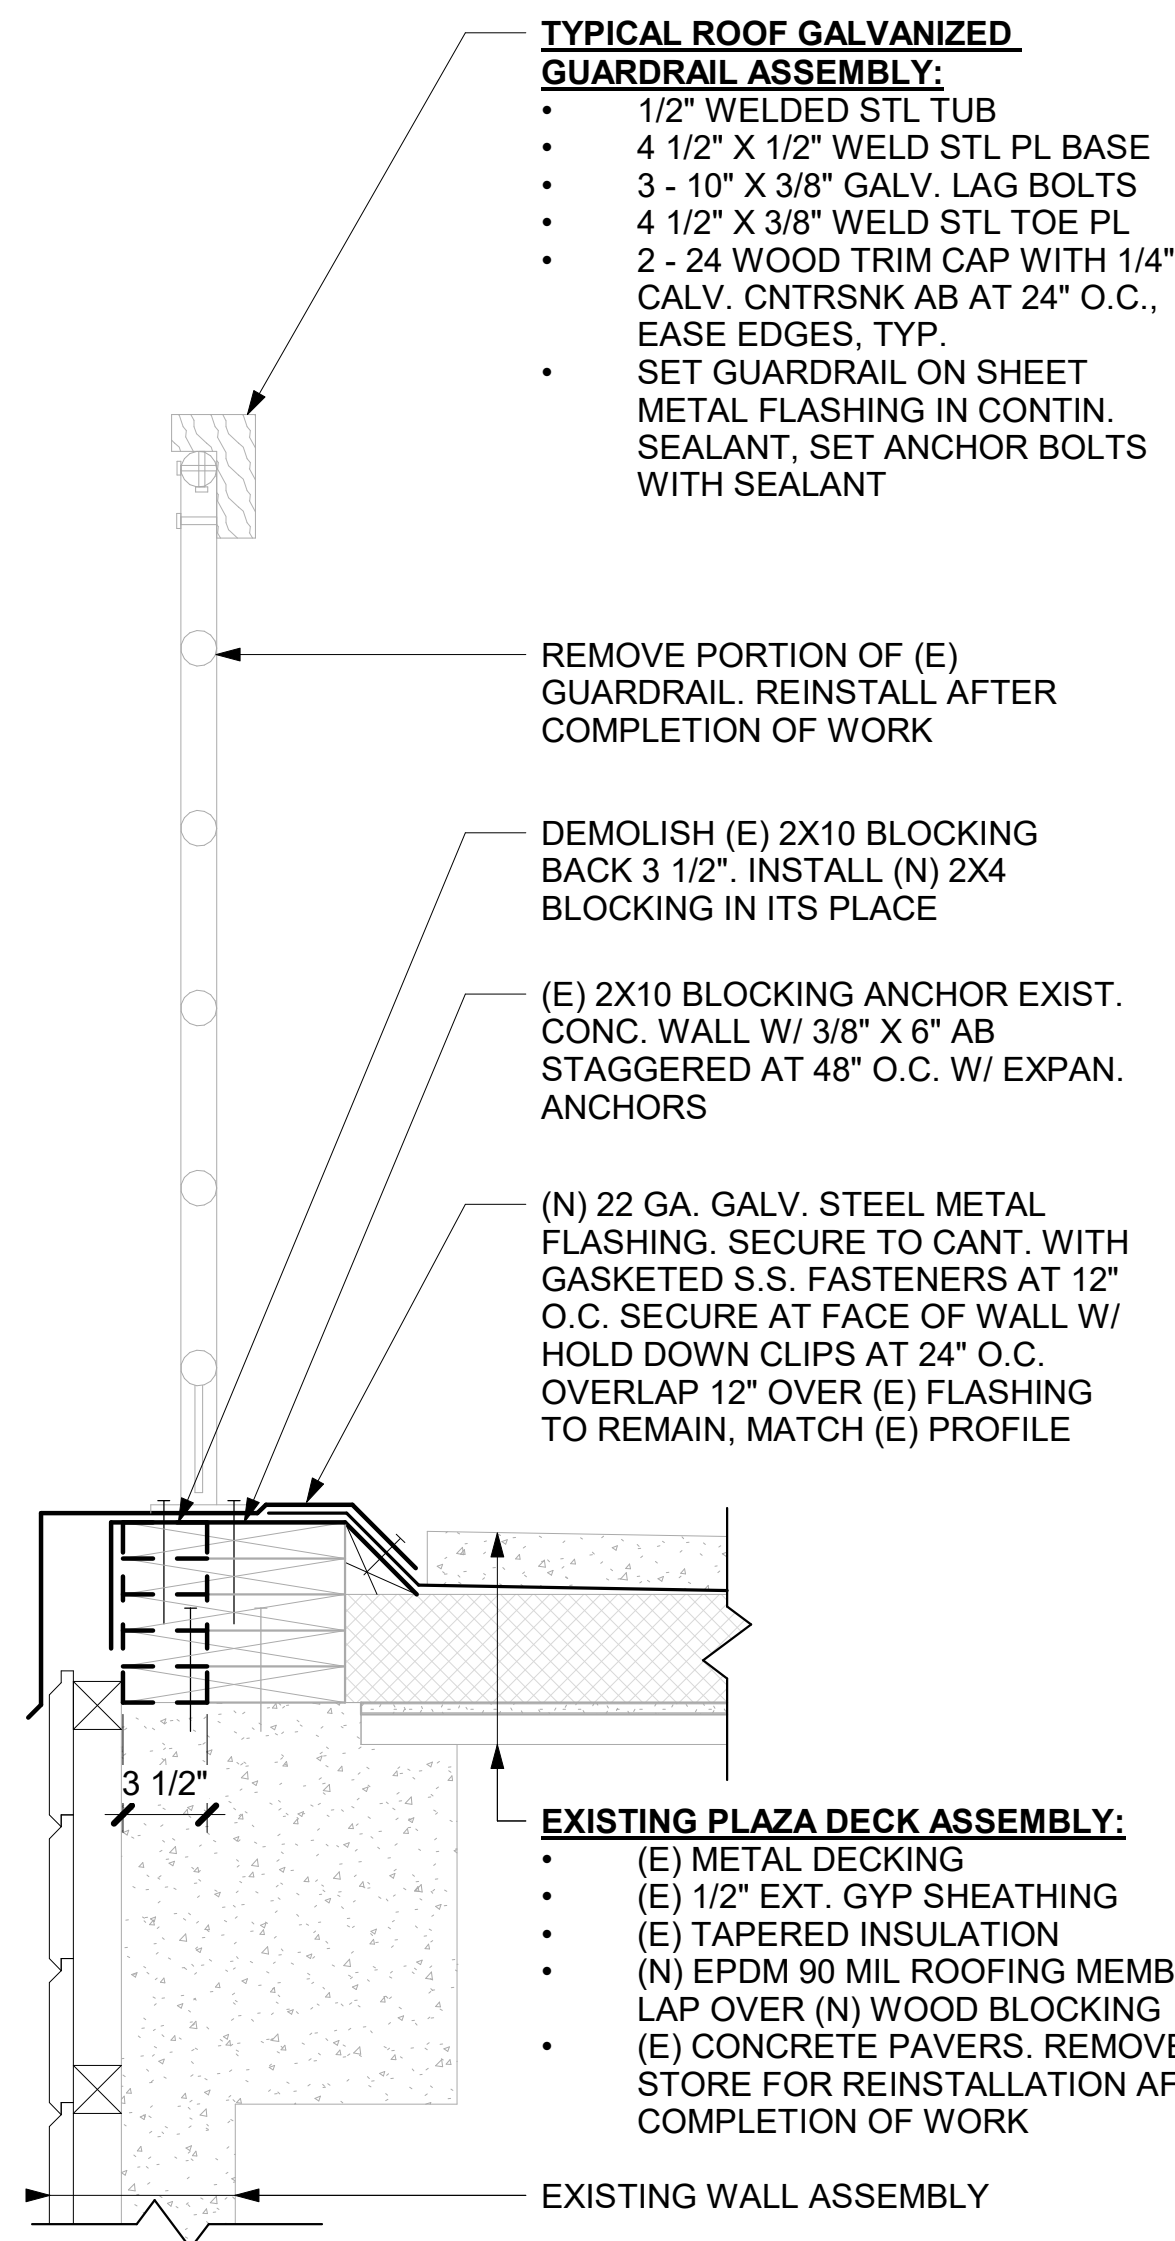 TYPICAL ROOF GALVANIZED
GUARDRAIL ASSEMBLY:
• 1/2" WELDED STL TUB
• 4 1/2" X 1/2" WELD STL PL BASE
• 3 - 10" X 3/8" GALV. LAG BOLTS
• 4 1/2" X 3/8" WELD STL TOE PL
• 2 - 24 WOOD TRIM CAP WITH 1/4"
CALV. CNTRSNK AB AT 24" O.C.,
EASE EDGES, TYP.
• SET GUARDRAIL ON SHEET
METAL FLASHING IN CONTIN.
SEALANT, SET ANCHOR BOLTS
WITH SEALANT
REMOVE PORTION OF (E)
GUARDRAIL. REINSTALL AFTER
COMPLETION OF WORK
DEMOLISH (E) 2X10 BLOCKING
BACK 3 1/2". INSTALL (N) 2X4
BLOCKING IN ITS PLACE
(E) 2X10 BLOCKING ANCHOR EXIST.
CONC. WALL W/ 3/8" X 6" AB
STAGGERED AT 48" O.C. W/ EXPAN.
ANCHORS
(N) 22 GA. GALV. STEEL METAL
FLASHING. SECURE TO CANT. WITH
GASKETED S.S. FASTENERS AT 12"
O.C. SECURE AT FACE OF WALL W/
HOLD DOWN CLIPS AT 24" O.C.
OVERLAP 12" OVER (E) FLASHING
TO REMAIN, MATCH (E) PROFILE
3 1/2"
EXISTING PLAZA DECK ASSEMBLY:
• (E) METAL DECKING
• (E) 1/2" EXT. GYP SHEATHING
• (E) TAPERED INSULATION
• (N) EPDM 90 MIL ROOFING MEMB
LAP OVER (N) WOOD BLOCKING
• (E) CONCRETE PAVERS. REMOVE
STORE FOR REINSTALLATION AF
COMPLETION OF WORK
EXISTING WALL ASSEMBLY